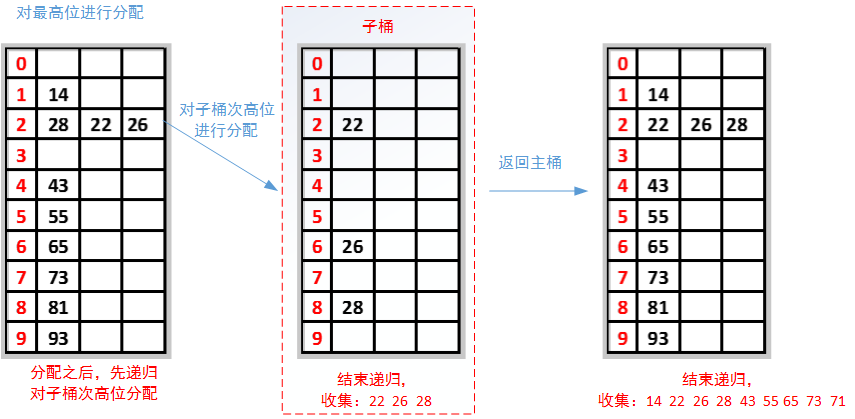 对最高位进行分配
0
1 14
2 28 22 26
3
4 43
5 55
6 65
7 73
8 81
9 93
分配之后，先递归
对子桶次高位分配
对子桶次高位
进行分配
子桶
0
1
2 22
3
4
5
6 26
7
8 28
9
结束递归，
收集：22 26 28
返回主桶
0
1 14
2 22 26 28
3
4 43
5 55
6 65
7 73
8 81
9 93
结束递归，
收集：14 22 26 28 43 55 65 73 71